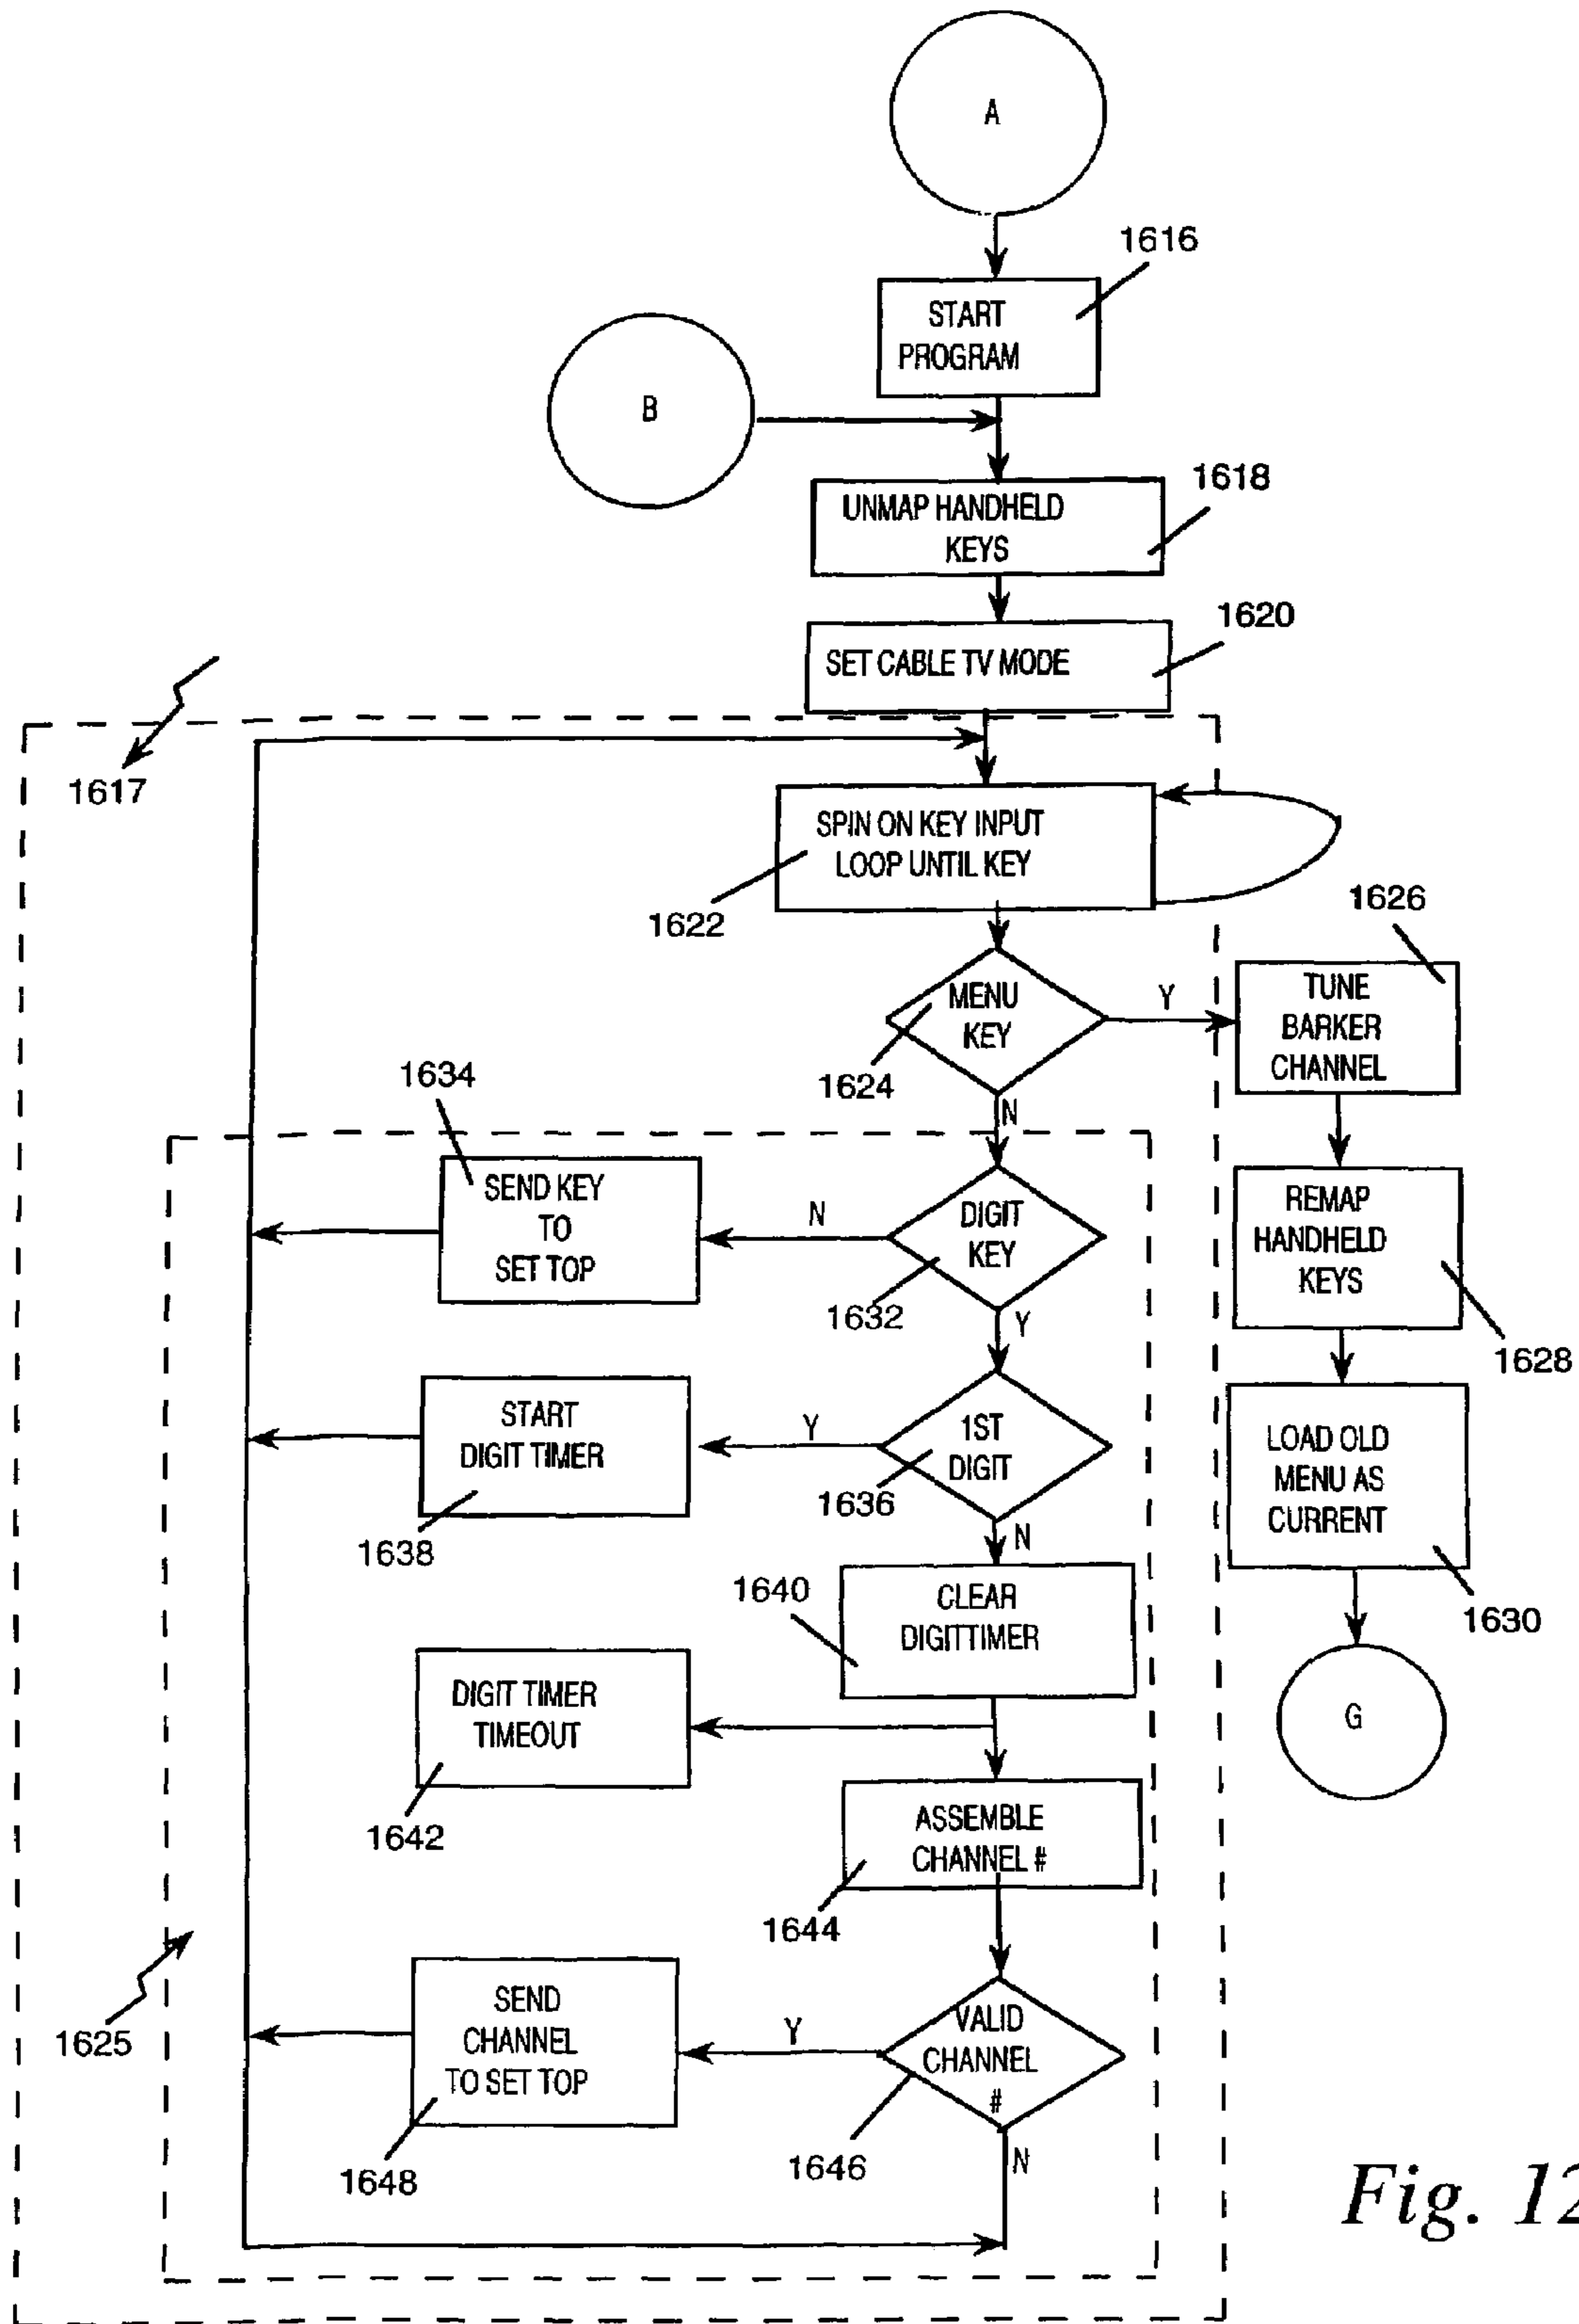 A
1616
START
PROGRAM
B
1618
UNMAP HANDHELD
KEYS
1620
SET CABLE TV MODE
1617
SPIN ON KEY INPUT
LOOP UNTIL KEY
1622
1626
MENU
KEY
Y
TUNE
BARKER
CHANNEL
1624
1634
N
SEND KEY
TO
SET TOP
N
DIGIT
KEY
REMAP
HANDHELD
KEYS
1632
Y
1628
START
DIGIT TIMER
Y
1ST
DIGIT
LOAD OLD
MENU AS
CURRENT
1636
1638
N
1640
CLEAR
DIGITTIMER
1630
DIGIT TIMER
TIMEOUT
G
1642
ASSEMBLE
CHANNEL #
1644
SEND
CHANNEL
TO SET TOP
Y
VALID
CHANNEL
#
1625
1648
1646
N
Fig. 12